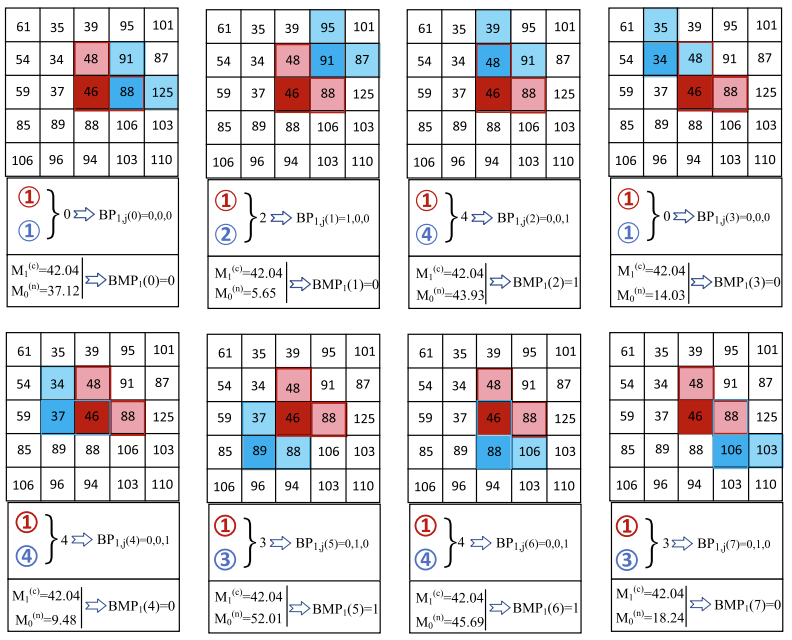 61 35 39 95 101
54 34 48 91 87
59 37 46 88 125
85 89 88 106 103
106 96 94 103 110
1
1
0 BP1,j(0)=0,0,0
M1(c)=42.04
M0(n)=37.12
BMP1(0)=0
61 35 39 95 101
54 34 48 91 87
59 37 46 88 125
85 89 88 106 103
106 96 94 103 110
1
2
2 BP1,j(1)=1,0,0
M1(c)=42.04
M0(n)=5.65
BMP1(1)=0
61 35 39 95 101
54 34 48 91 87
59 37 46 88 125
85 89 88 106 103
106 96 94 103 110
1
4
4 BP1,j(2)=0,0,1
M1(c)=42.04
M0(n)=43.93
BMP1(2)=1
61 35 39 95 101
54 34 48 91 87
59 37 46 88 125
85 89 88 106 103
106 96 94 103 110
1
1
0 BP1,j(3)=0,0,0
M1(c)=42.04
M0(n)=14.03
BMP1(3)=0
61 35 39 95 101
54 34 48 91 87
59 37 46 88 125
85 89 88 106 103
106 96 94 103 110
1
4
4 BP1,j(4)=0,0,1
M1(c)=42.04
M0(n)=9.48
BMP1(4)=0
61 35 39 95 101
54 34 48 91 87
59 37 46 88 125
85 89 88 106 103
106 96 94 103 110
1
3
3 BP1,j(5)=0,1,0
M1(c)=42.04
M0(n)=52.01
BMP1(5)=1
61 35 39 95 101
54 34 48 91 87
59 37 46 88 125
85 89 88 106 103
106 96 94 103 110
1
4
4 BP1,j(6)=0,0,1
M1(c)=42.04
M0(n)=45.69
BMP1(6)=1
61 35 39 95 101
54 34 48 91 87
59 37 46 88 125
85 89 88 106 103
106 96 94 103 110
1
3
3 BP1,j(7)=0,1,0
M1(c)=42.04
M0(n)=18.24
BMP1(7)=0